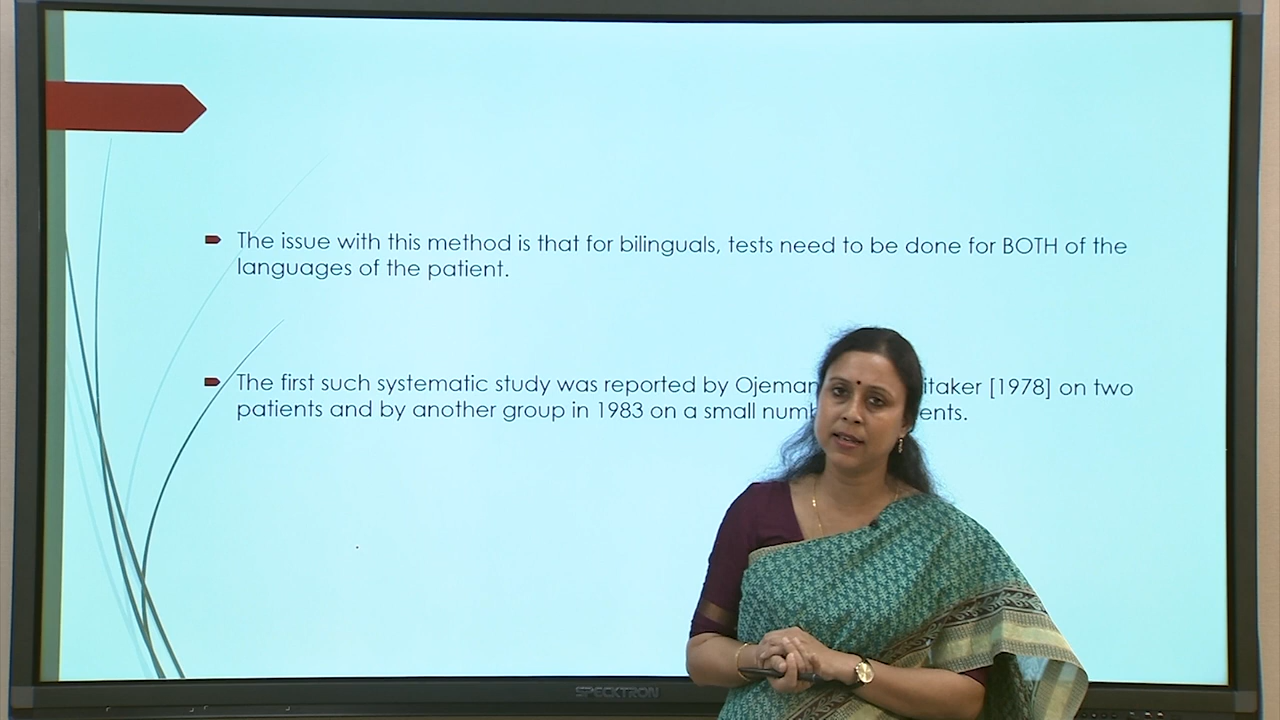 The issue with this method is that for bilinguals, tests need to be done for BOTH of the
languages of the patient.
The first such systematic study was reported by Ojeman itaker [1978] on two
patients and by another group in 1983 on a small num ents.
SPECKTRON